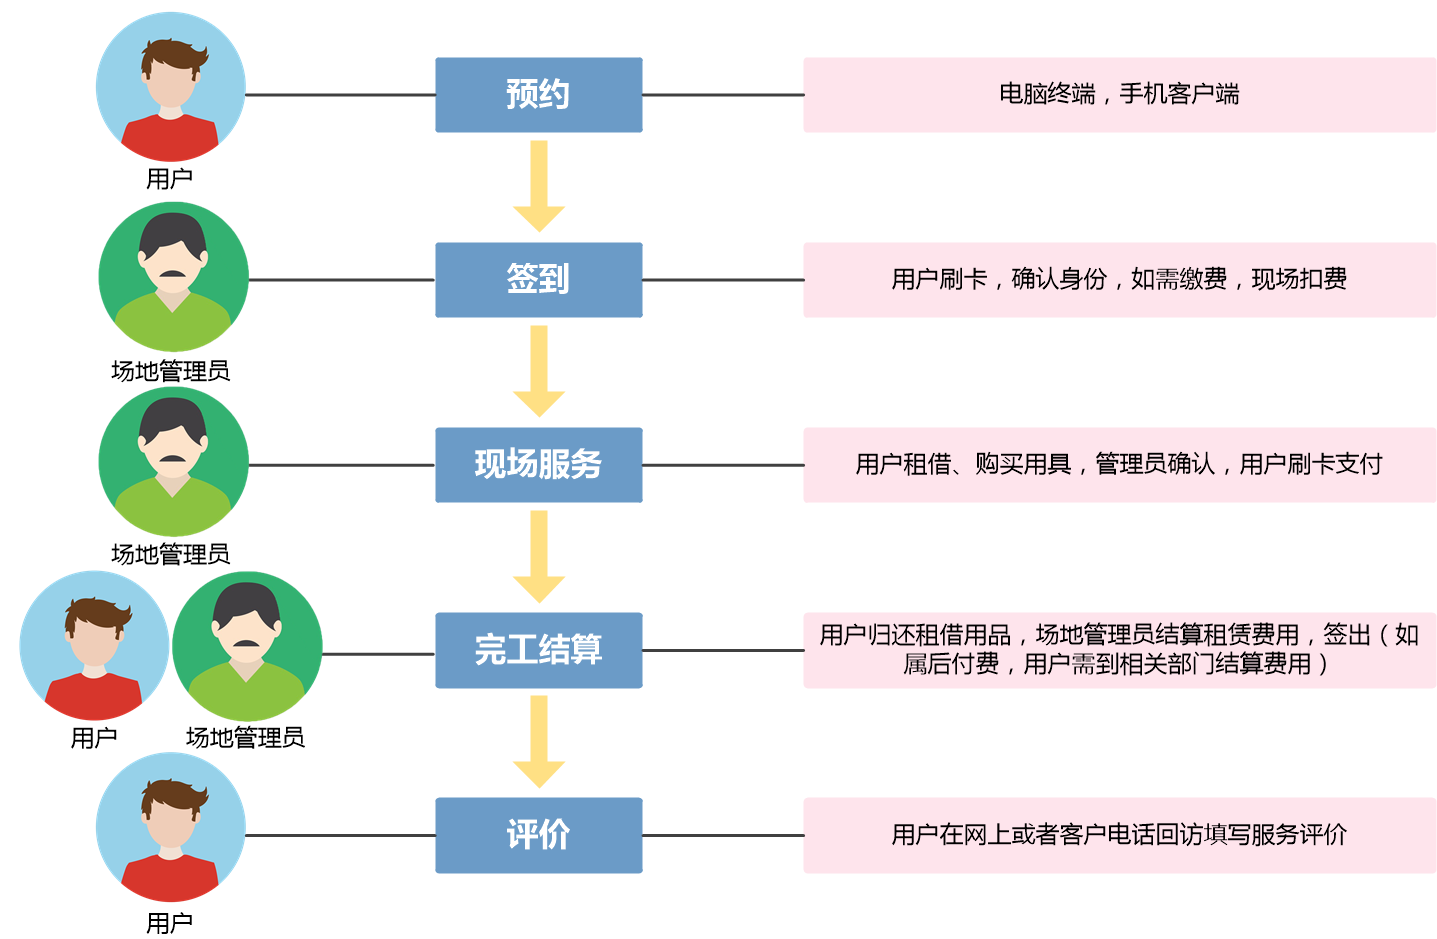 预约
电脑终端，手机客户端
用户
签到
用户刷卡，确认身份，如需缴费，现场扣费
场地管理员
现场服务
用户租借、购买用具，管理员确认，用户刷卡支付
场地管理员
完工结算
用户归还租借用品，场地管理员结算租赁费用，签出（如
属后付费，用户需到相关部门结算费用）
用户
场地管理员
评价
用户在网上或者客户电话回访填写服务评价
用户